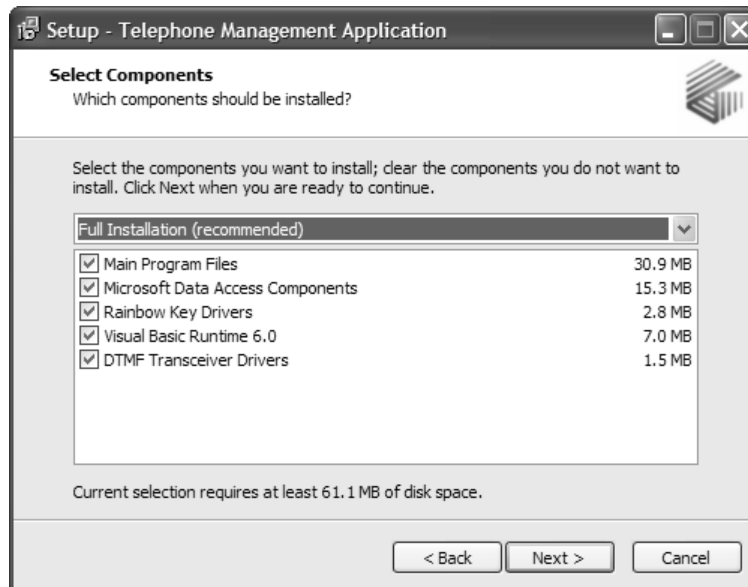 Setup - Telephone Management Application
Select Components
Which components should be installed?
Select the components you want to install; clear the components you do not want to
install. Click Next when you are ready to continue.
Full Installation (recommended)
Main Program Files 30.9 MB
Microsoft Data Access Components 15.3 MB
Rainbow Key Drivers 2.8 MB
Visual Basic Runtime 6.0 7.0 MB
DTMF Transceiver Drivers 1.5 MB
Current selection requires at least 61.1 MB of disk space.
< Back Next > Cancel